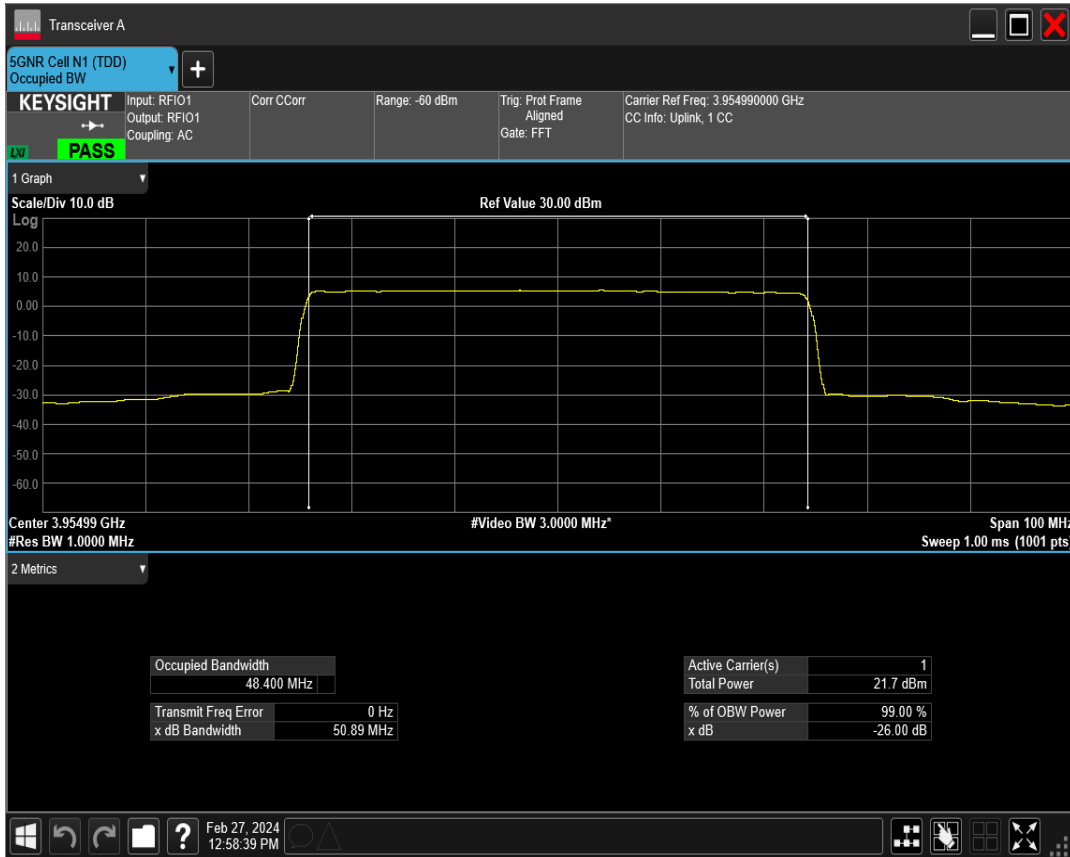 Transceiver A
5GNR Cell N1 (TDD)
Occupied BW
+
KEYSIGHT
LXI
PASS
Input: RFIO1
Output: RFIO1
Coupling: AC
Corr CCorr
Range: -60 dBm
Trig: Prot Frame
Aligned
Gate: FFT
Carrier Ref Freq: 3.954990000 GHz
CC Info: Uplink, 1 CC
1 Graph
Scale/Div 10.0 dB
Ref Value 30.00 dBm
Log
20.0
10.0
0.00
-10.0
-20.0
-30.0
-40.0
-50.0
-60.0
Center 3.95499 GHz
#Video BW 3.0000 MHz*
Span 100 MHz
#Res BW 1.0000 MHz
Sweep 1.00 ms (1001 pts)
2 Metrics
Occupied Bandwidth
48.400 MHz
Transmit Freq Error 0 Hz
x dB Bandwidth 50.89 MHz
Active Carrier(s) 1
Total Power 21.7 dBm
% of OBW Power 99.00 %
x dB -26.00 dB
?
Feb 27, 2024
12:58:39 PM